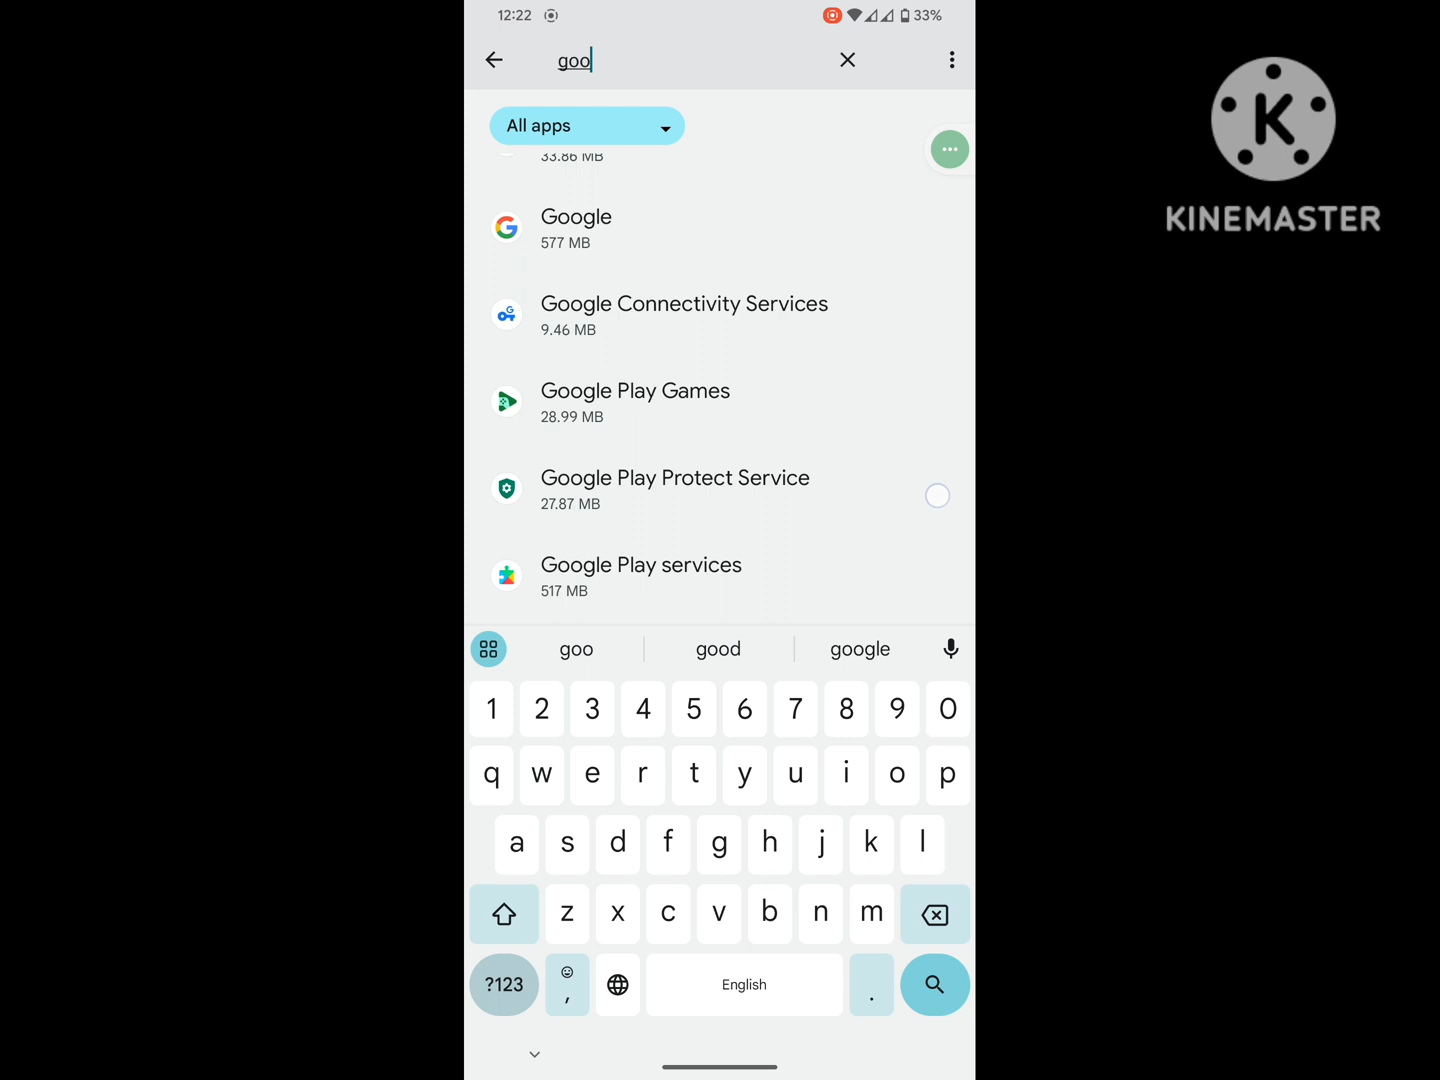 12:22
33%
goo
All apps
33.86 MB
Google
577 MB
Google Connectivity Services
9.46 MB
Google Play Games
28.99 MB
Google Play Protect Service
27.87 MB
Google Play services
517 MB
goo good google
1 2 3 4 5 6 7 8 9 0
q w e r t y u i o p
a s d f g h j k l
z x c v b n m
?123 , English .
K
KINEMASTER